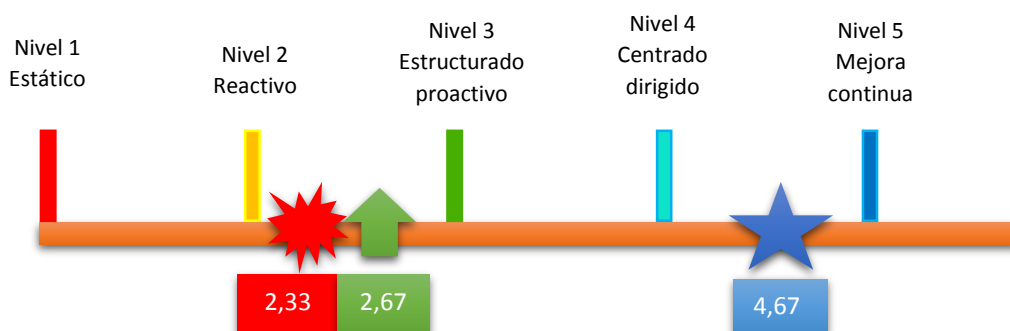 Nivel 1
Estático
Nivel 2
Reactivo
Nivel 3
Estructurado
proactivo
Nivel 4
Centrado
dirigido
Nivel 5
Mejora
continua
2,33
2,67
4,67